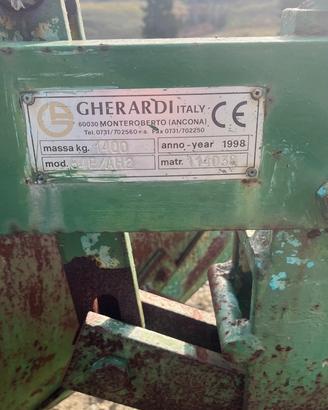 GHERARDI ITALY CE
60030 MONTEROBERTO (ANCONA)
Tel. 0731/702560 r.a. Fax 0731/702250
massa kg. 1400 anno-year 1998
mod. matr.